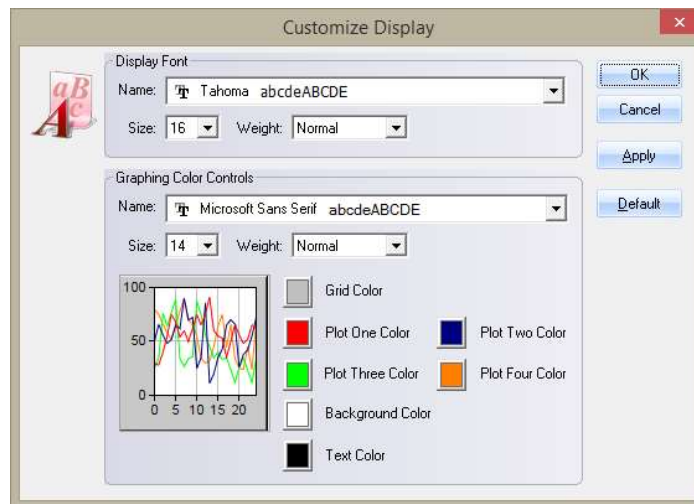 Customize Display
Display Font
Name: Tahoma abcdeABCDE
Size: 16 Weight: Normal
OK
Cancel
Apply
Default
Graphing Color Controls
Name: Microsoft Sans Serif abcdeABCDE
Size: 14 Weight: Normal
100
50
0
0 5 10 15 20
Grid Color
Plot One Color Plot Two Color
Plot Three Color Plot Four Color
Background Color
Text Color
aB
c
A